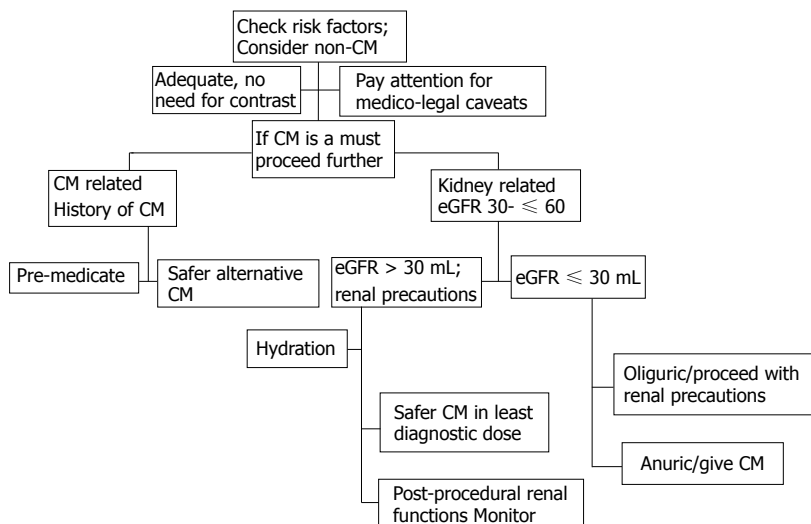 Check risk factors;
Consider non-CM
Adequate, no
need for contrast
Pay attention for
medico-legal caveats
If CM is a must
proceed further
CM related
History of CM
Kidney related
eGFR 30- ≤ 60
Pre-medicate
Safer alternative
CM
eGFR > 30 mL;
renal precautions
eGFR ≤ 30 mL
Hydration
Safer CM in least
diagnostic dose
Post-procedural renal
functions Monitor
Oliguric/proceed with
renal precautions
Anuric/give CM